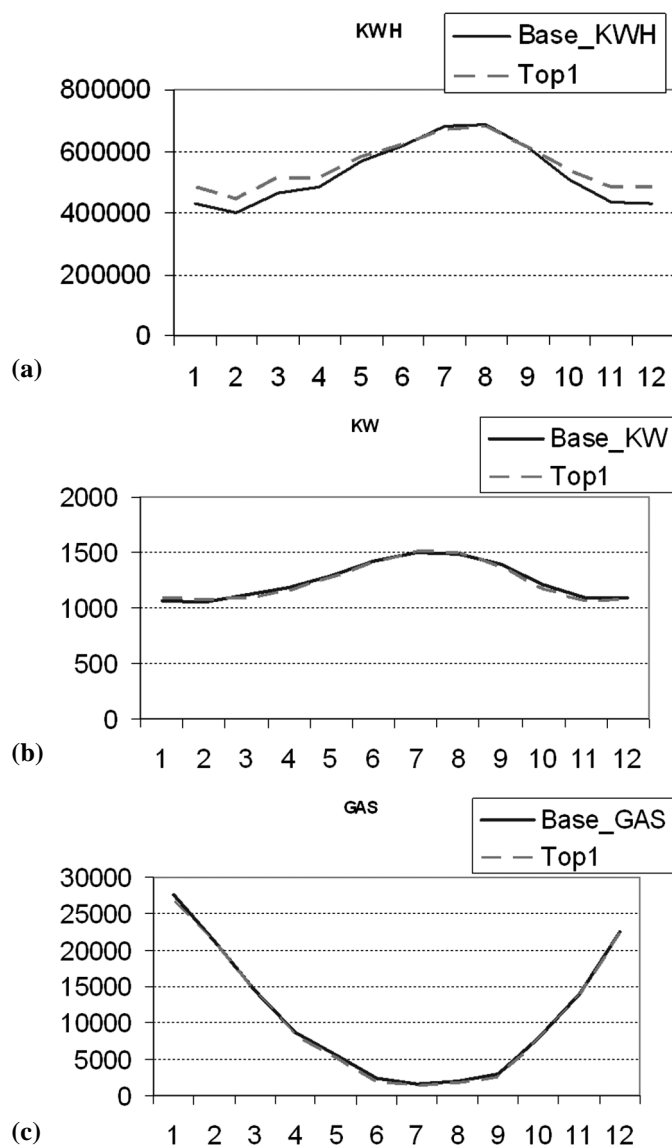 KWH
Base_KWH
Top1
800000
600000
400000
200000
0
(a)
1 2 3 4 5 6 7 8 9 10 11 12
KW
Base_KW
Top1
2000
1500
1000
500
0
(b)
1 2 3 4 5 6 7 8 9 10 11 12
GAS
Base_GAS
Top1
30000
25000
20000
15000
10000
5000
0
(c)
1 2 3 4 5 6 7 8 9 10 11 12